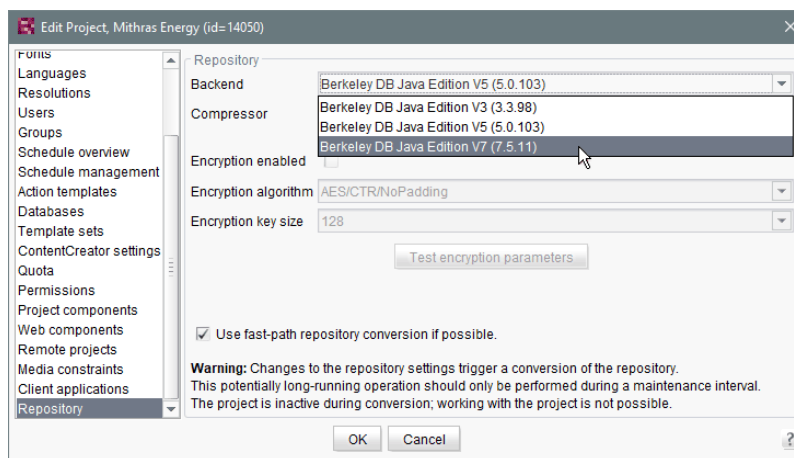 Edit Project, Mithras Energy (id=14050)
Fonts
Languages
Resolutions
Users
Groups
Schedule overview
Schedule management
Action templates
Databases
Template sets
ContentCreator settings
Quota
Permissions
Project components
Web components
Remote projects
Media constraints
Client applications
Repository
Repository
Backend
Berkeley DB Java Edition V5 (5.0.103)
Compressor
Berkeley DB Java Edition V3 (3.3.98)
Berkeley DB Java Edition V5 (5.0.103)
Berkeley DB Java Edition V7 (7.5.11)
Encryption enabled
Encryption algorithm
AES/CTR/NoPadding
Encryption key size
128
Test encryption parameters
Use fast-path repository conversion if possible.
Warning: Changes to the repository settings trigger a conversion of the repository.
This potentially long-running operation should only be performed during a maintenance interval.
The project is inactive during conversion; working with the project is not possible.
OK
Cancel
?